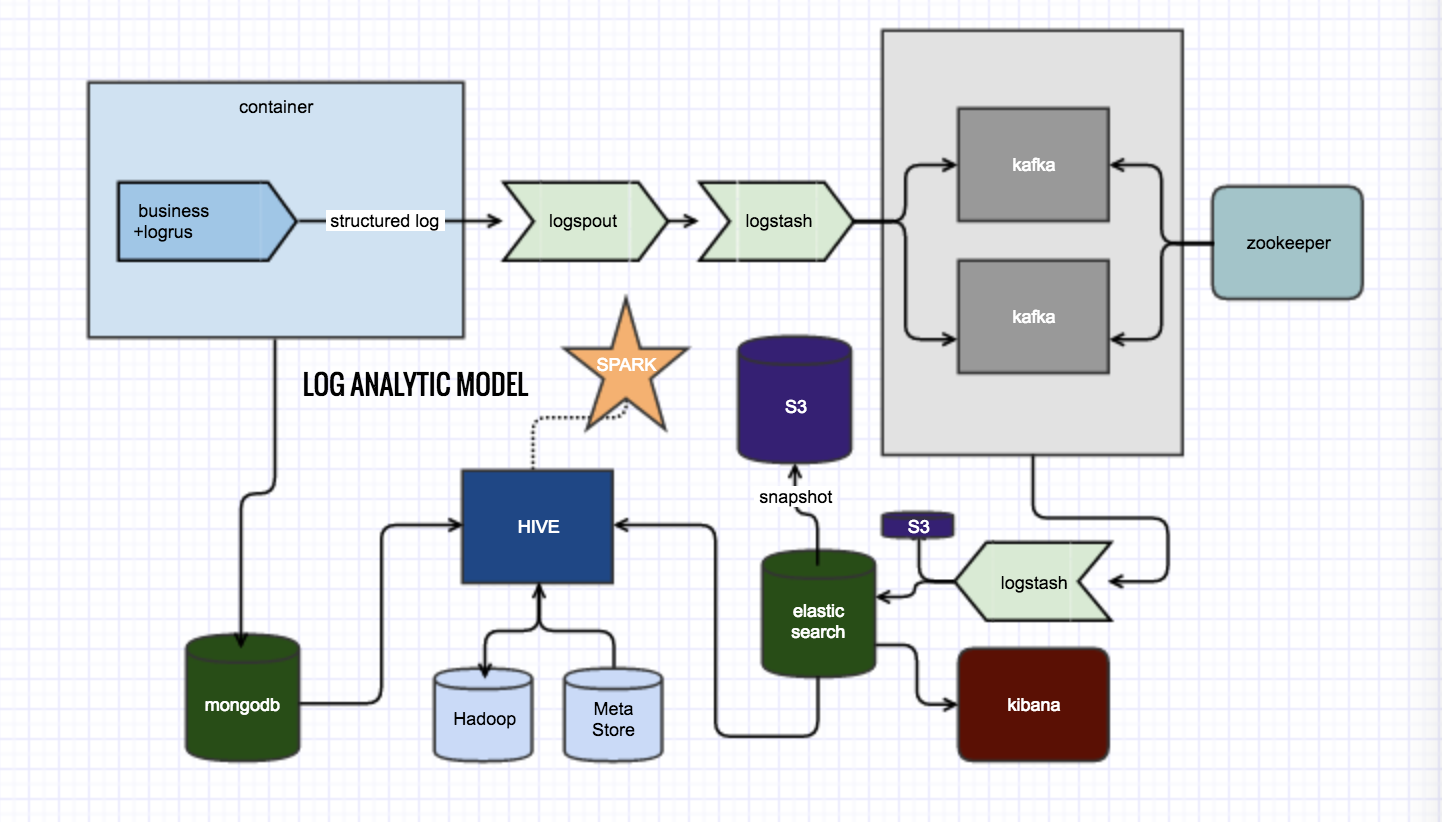 container
business
+logrus
structured log
logspout
logstash
kafka
kafka
zookeeper
LOG ANALYTIC MODEL
SPARK
S3
snapshot
HIVE
S3
logstash
elastic
search
mongodb
Hadoop
Meta
Store
kibana